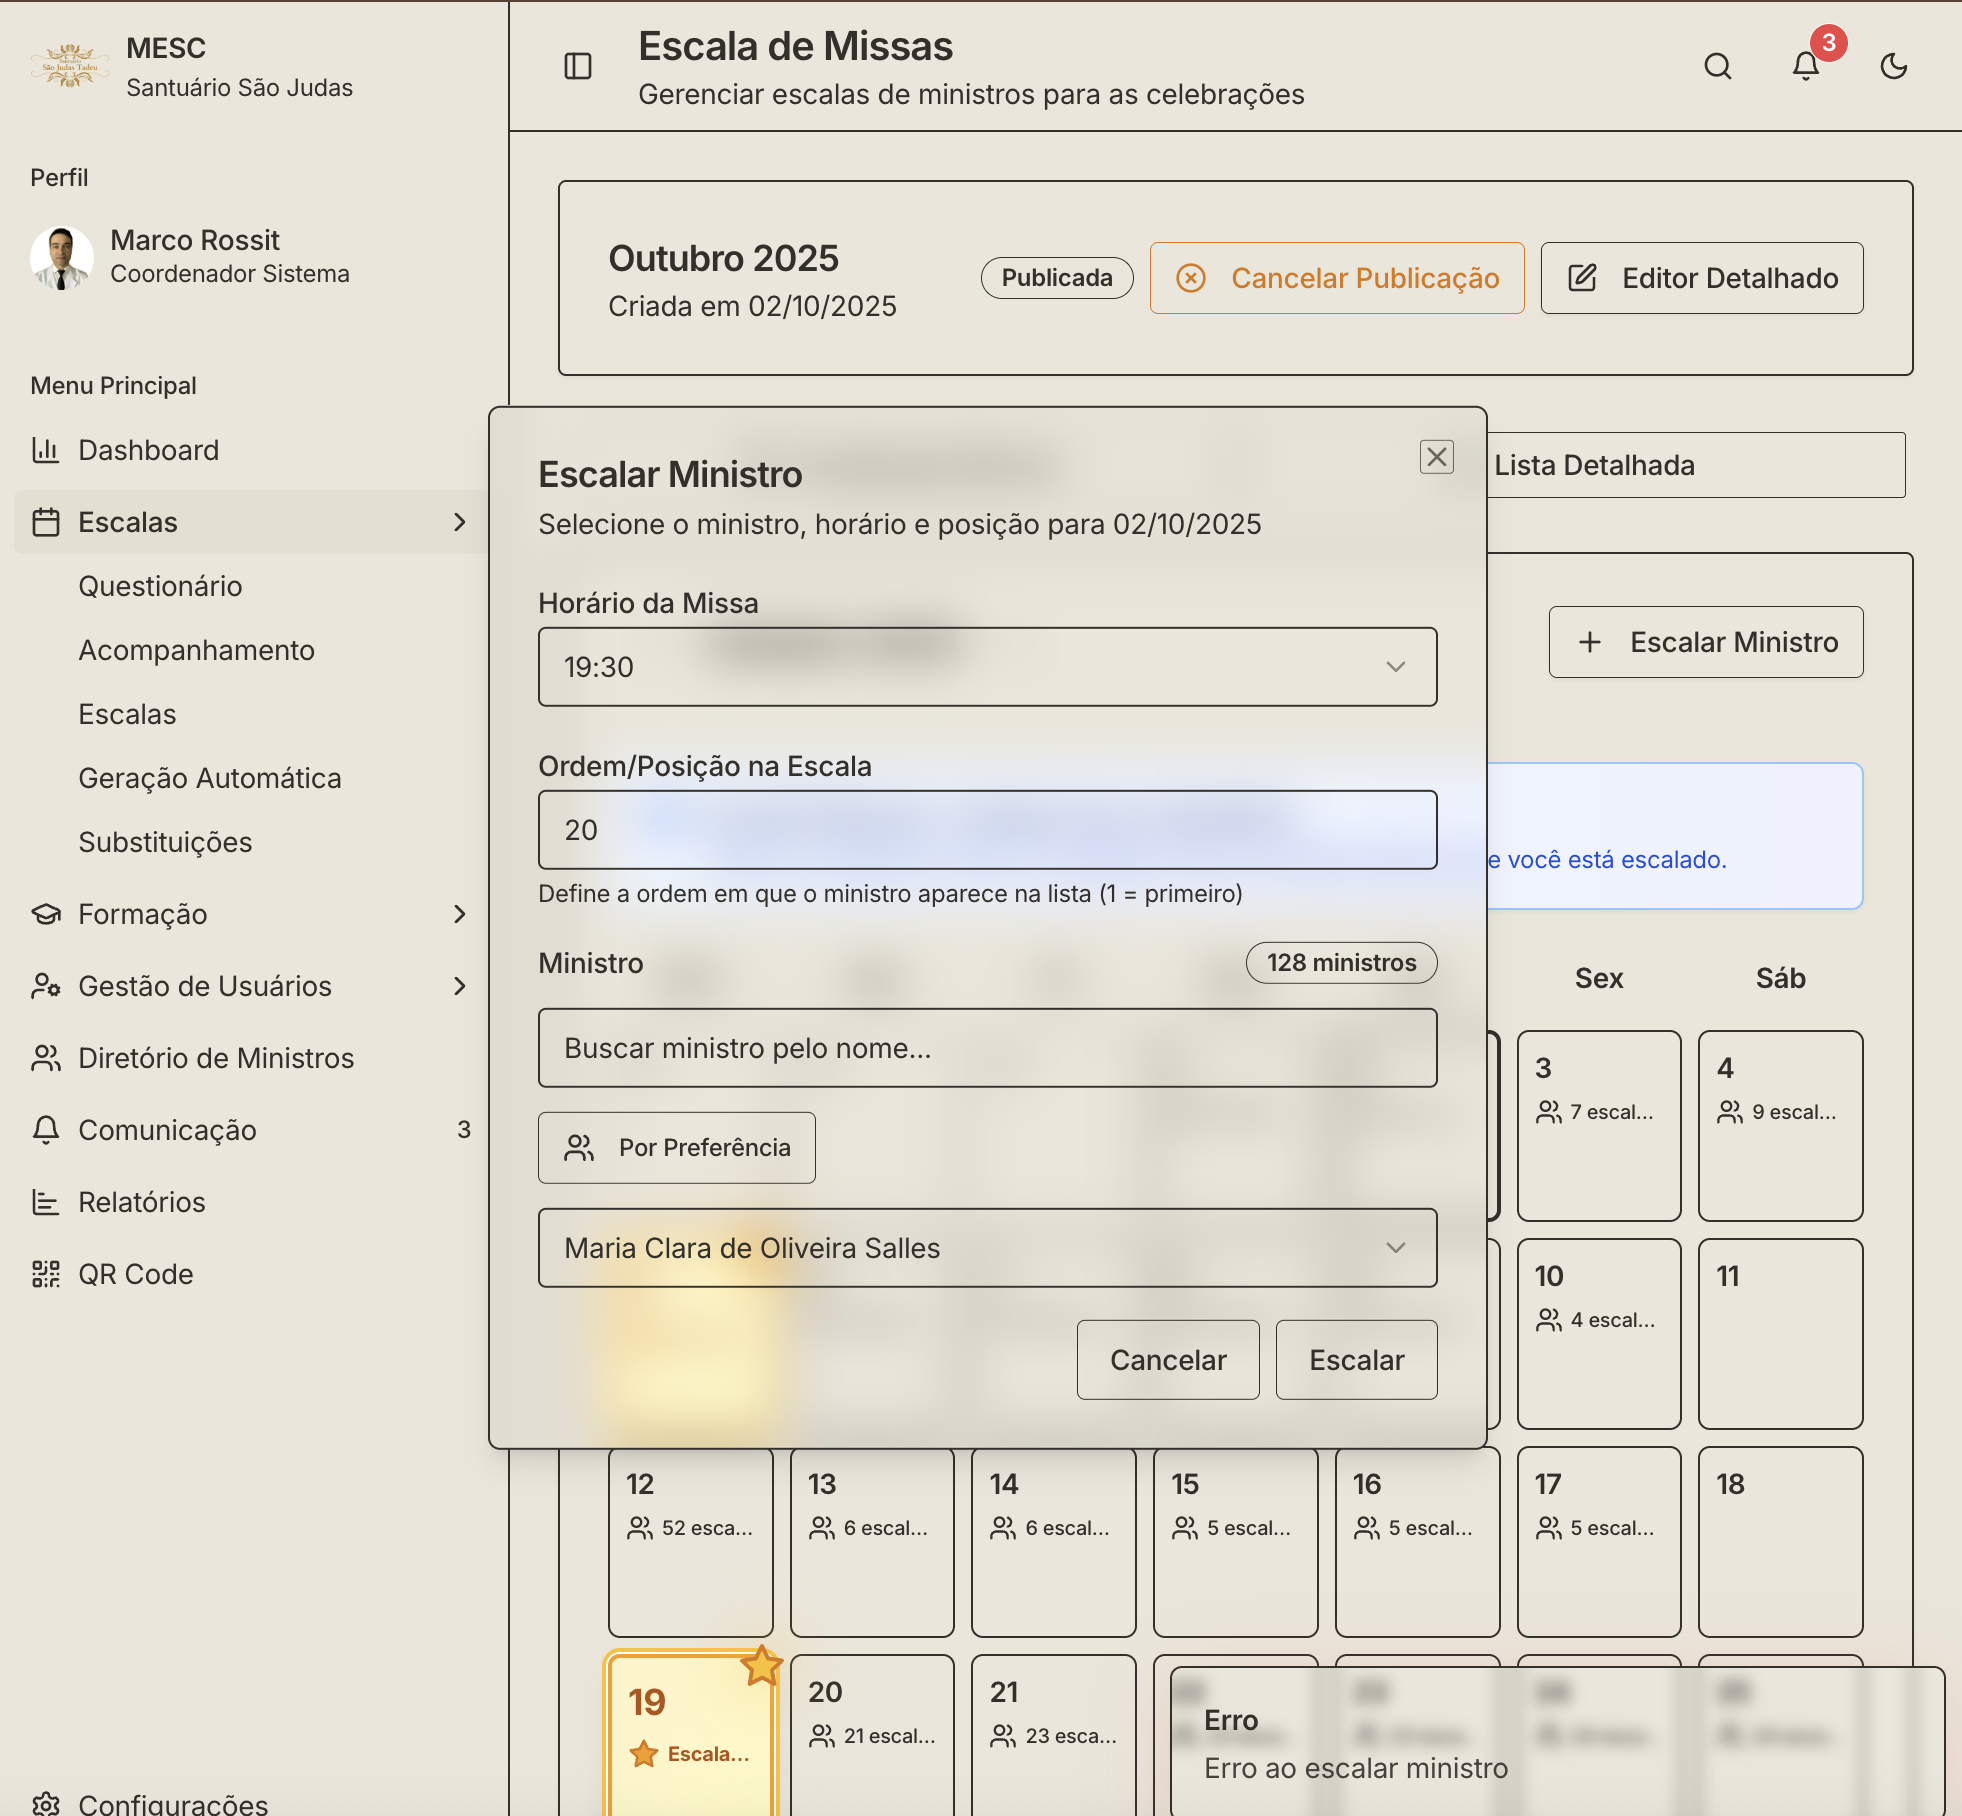 MESC
Santuário São Judas
São Judas Tadeu
Perfil
Marco Rossit
Coordenador Sistema
Menu Principal
Dashboard
Escalas
Questionário
Acompanhamento
Escalas
Geração Automática
Substituições
Formação
Gestão de Usuários
Diretório de Ministros
Comunicação 3
Relatórios
QR Code
Configurações
Escala de Missas
Gerenciar escalas de ministros para as celebrações
3
Outubro 2025
Criada em 02/10/2025
Publicada
Cancelar Publicação
Editor Detalhado
Lista Detalhada
Escalar Ministro
e você está escalado.
Escalar Ministro
Selecione o ministro, horário e posição para 02/10/2025
Horário da Missa
19:30
Ordem/Posição na Escala
20
Define a ordem em que o ministro aparece na lista (1 = primeiro)
Ministro
128 ministros
Buscar ministro pelo nome...
Por Preferência
Maria Clara de Oliveira Salles
Cancelar
Escalar
Sex Sáb
3 4
7 escal... 9 escal...
10 11
4 escal...
12 13 14 15 16 17 18
52 esca... 6 escal... 6 escal... 5 escal... 5 escal... 5 escal...
19 20 21
Escala... 21 escal... 23 esca...
Erro
Erro ao escalar ministro